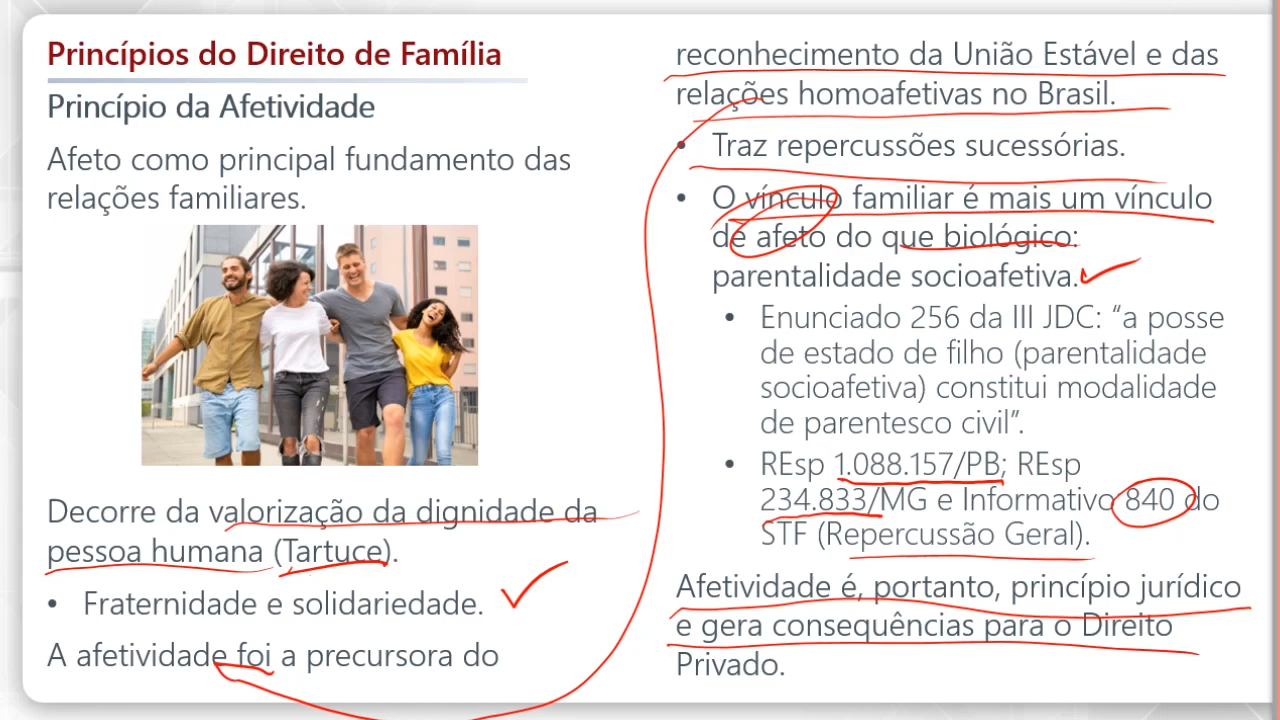 Princípios do Direito de Família
Princípio da Afetividade
Afeto como principal fundamento das
relações familiares.
Decorre da valorização da dignidade da
pessoa humana (Tartuce).
• Fraternidade e solidariedade.
A afetividade foi a precursora do
reconhecimento da União Estável e das
relações homoafetivas no Brasil.
• Traz repercussões sucessórias.
• O vínculo familiar é mais um vínculo
de afeto do que biológico:
parentalidade socioafetiva.
• Enunciado 256 da III JDC: “a posse
de estado de filho (parentalidade
socioafetiva) constitui modalidade
de parentesco civil”.
• REsp 1.088.157/PB; REsp
234.833/MG e Informativo 840 do
STF (Repercussão Geral).
Afetividade é, portanto, princípio jurídico
e gera consequências para o Direito
Privado.